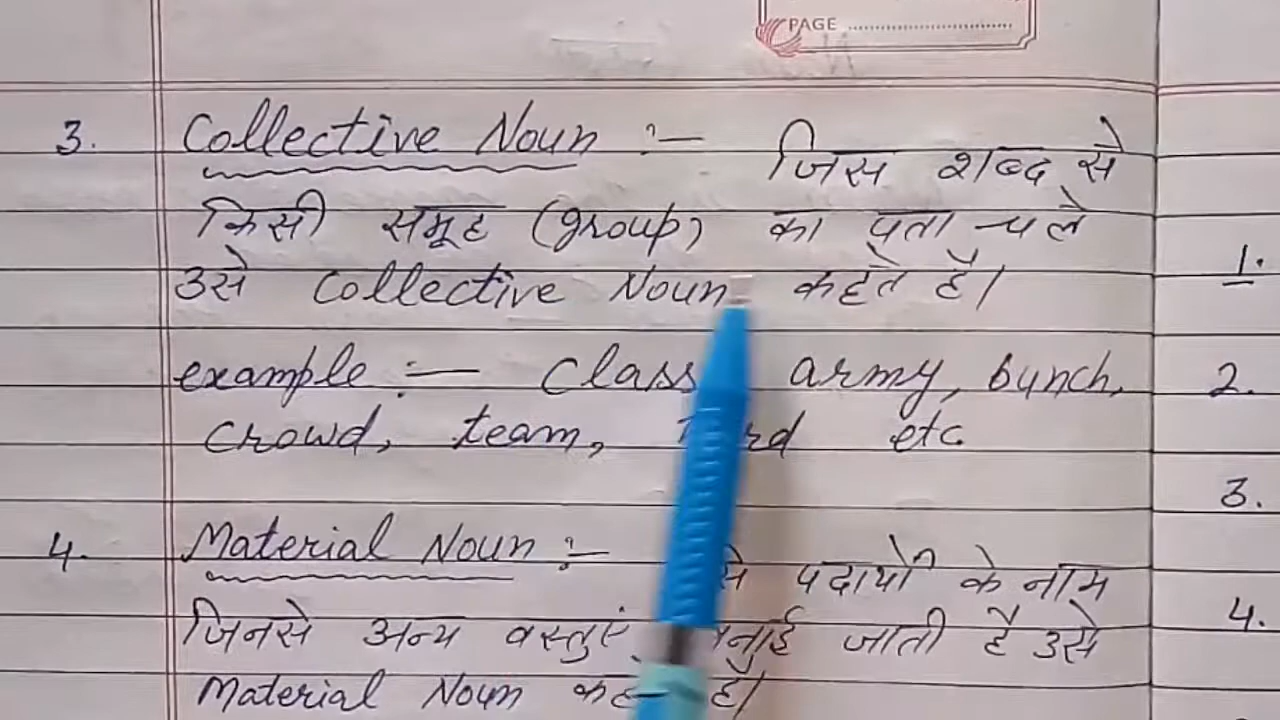 PAGE
3. Collective Noun :- जिस शब्द से
किसी समूह (group) का पता चले
उसे Collective Noun कहते है।
example :- Class army, bunch,
crowd, team, etc
4. Material Noun :- पदार्थो के नाम
जिनसे अन्य वस्तुएं जाती है उसे
Material Noun है।
1.
2.
3.
4.